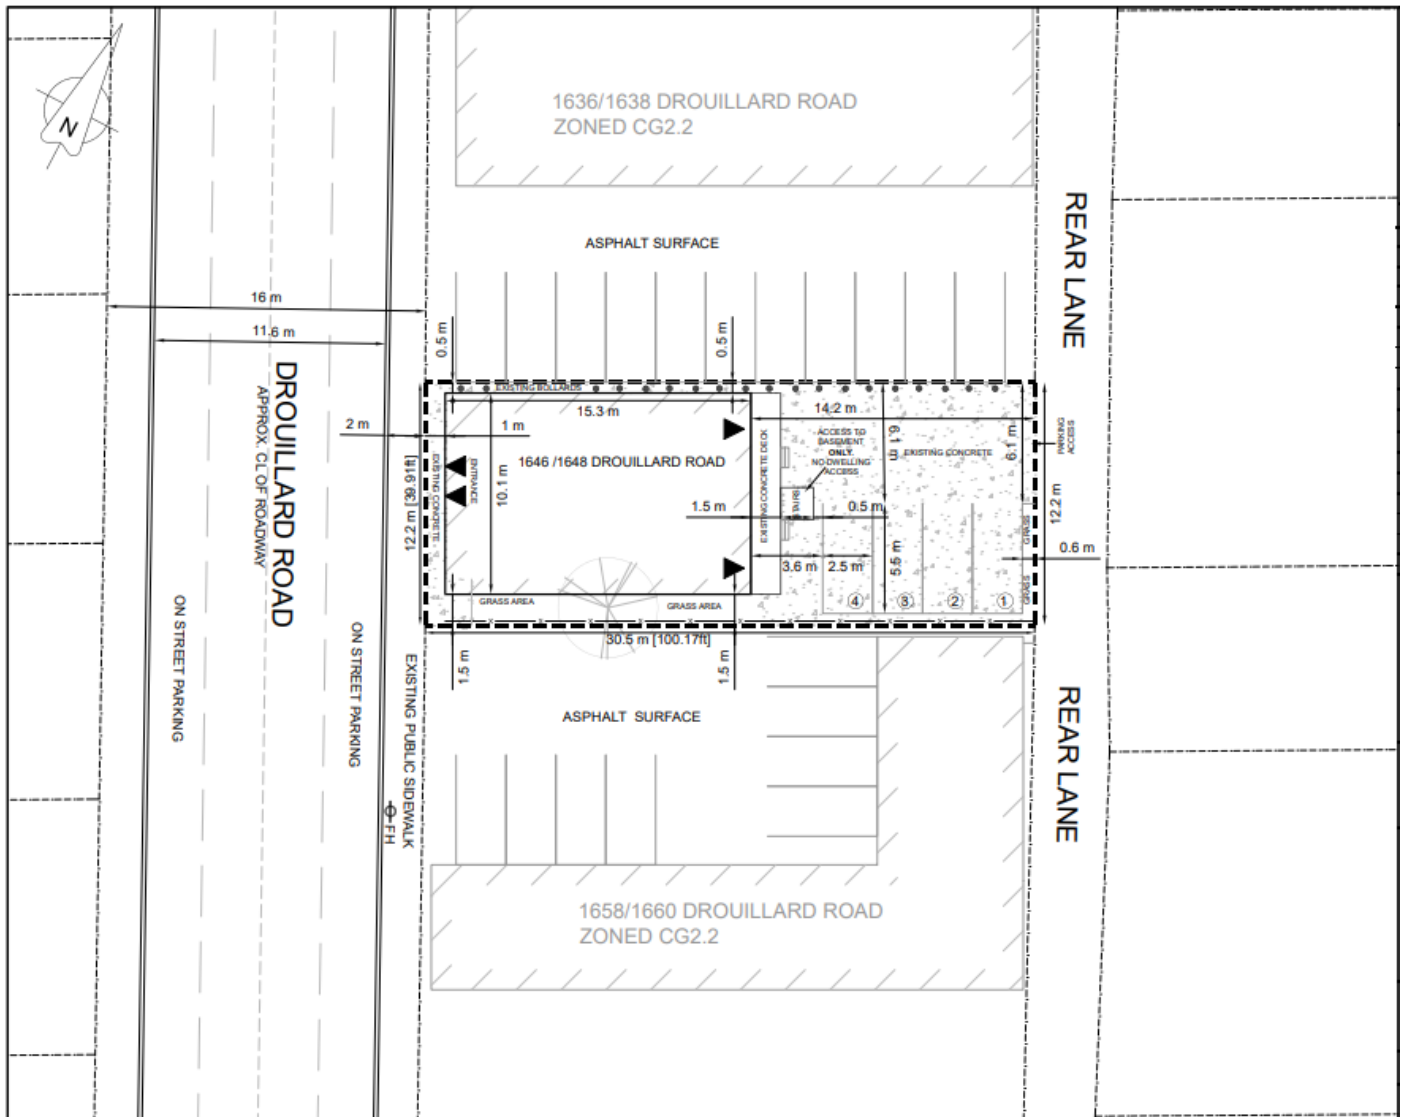 N
1636/1638 DROUILLARD ROAD
ZONED CG2.2
REAR LANE
ASPHALT SURFACE
16 m
11.6 m
0.5 m
0.5 m
DROUILLARD ROAD
APPROX. CL OF ROADWAY
EXISTING BOLLARDS
15.3 m
14.2 m
2 m
1 m
12.2 m [39.91ft]
EXISTING CONCRETE
ENTRANCE
10.1 m
1646 /1648 DROUILLARD ROAD
1.5 m
EXISTING CONCRETE DECK
STAIRS
ACCESS TO
BASEMENT
ONLY.
NO DWELLING
ACCESS
6.1 m
EXISTING CONCRETE
6.1 m
PARKING
ACCESS
12.2 m
0.5 m
GRASS
0.6 m
3.6 m
2.5 m
5.5 m
GRASS
GRASS AREA
GRASS AREA
4
3
2
1
30.5 m [100.17ft]
1.5 m
1.5 m
ON STREET PARKING
ON STREET PARKING
EXISTING PUBLIC SIDEWALK
FH
ASPHALT SURFACE
REAR LANE
1658/1660 DROUILLARD ROAD
ZONED CG2.2